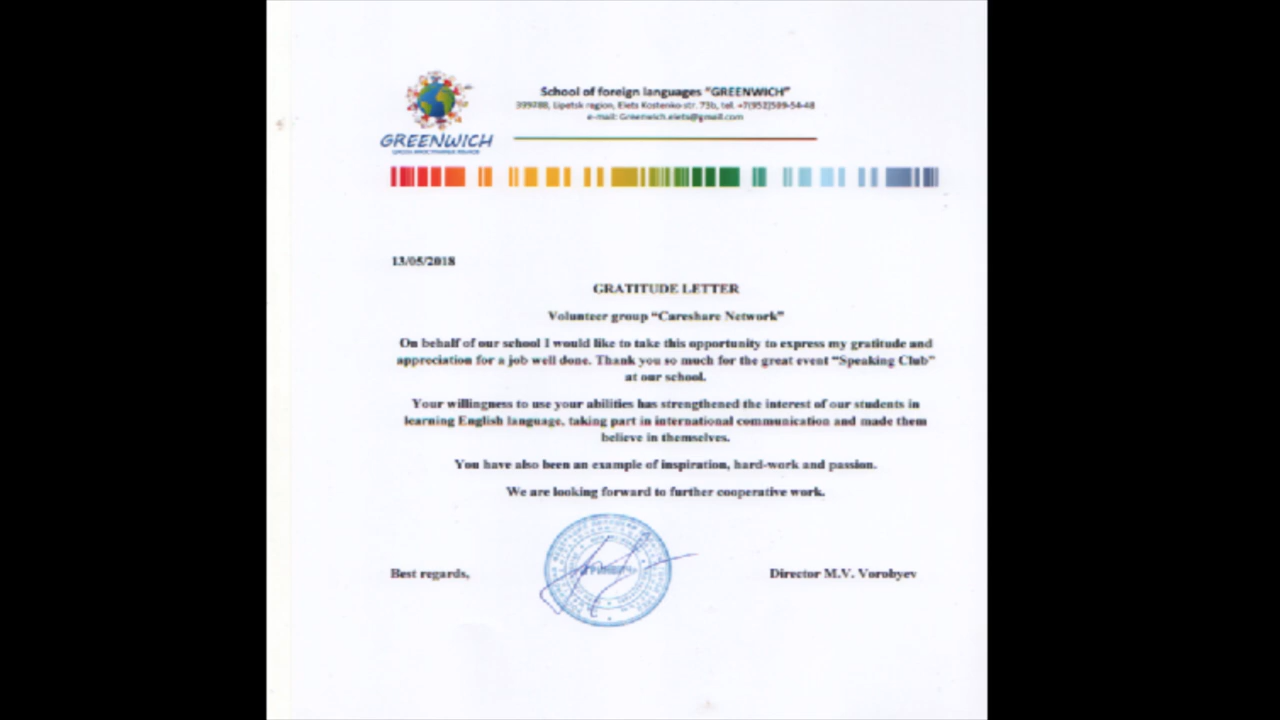 School of foreign languages "GREENWICH"
399788, Lipetsk region, Elets Kostenko str. 73b, tel. +7(952)599-54-48
e-mail: Greenwich.elets@gmail.com
GREENWICH
13/05/2018
GRATITUDE LETTER
Volunteer group “Careshare Network”
On behalf of our school I would like to take this opportunity to express my gratitude and
appreciation for a job well done. Thank you so much for the great event “Speaking Club”
at our school.
Your willingness to use your abilities has strengthened the interest of our students in
learning English language, taking part in international communication and made them
believe in themselves.
You have also been an example of inspiration, hard-work and passion.
We are looking forward to further cooperative work.
Best regards,
Director M.V. Vorobyev